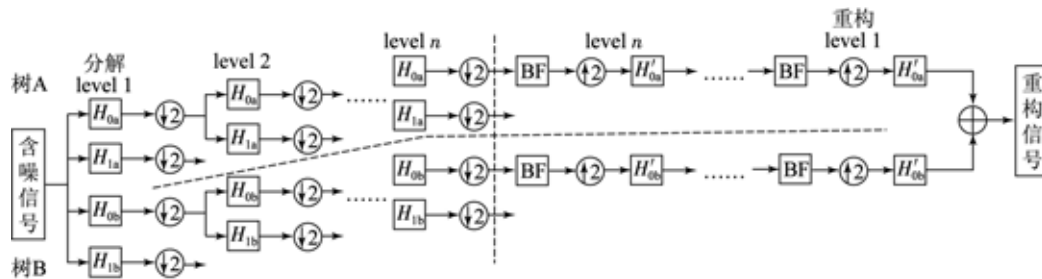 重构
level n level n level 1
分解 level 2
level 1
树A
H0a ↓2 BF ↑2 H′0a …… BF ↑2 H′0a
H0a ↓2 ……
H0a ↓2 H1a ↓2
H1a ↓2
H1a ↓2
含噪信号
重构信号
H0b ↓2 BF ↑2 H′0b …… BF ↑2 H′0b
H0b ↓2 ……
H0b ↓2 H1b ↓2
H1b ↓2
H1b ↓2
树B